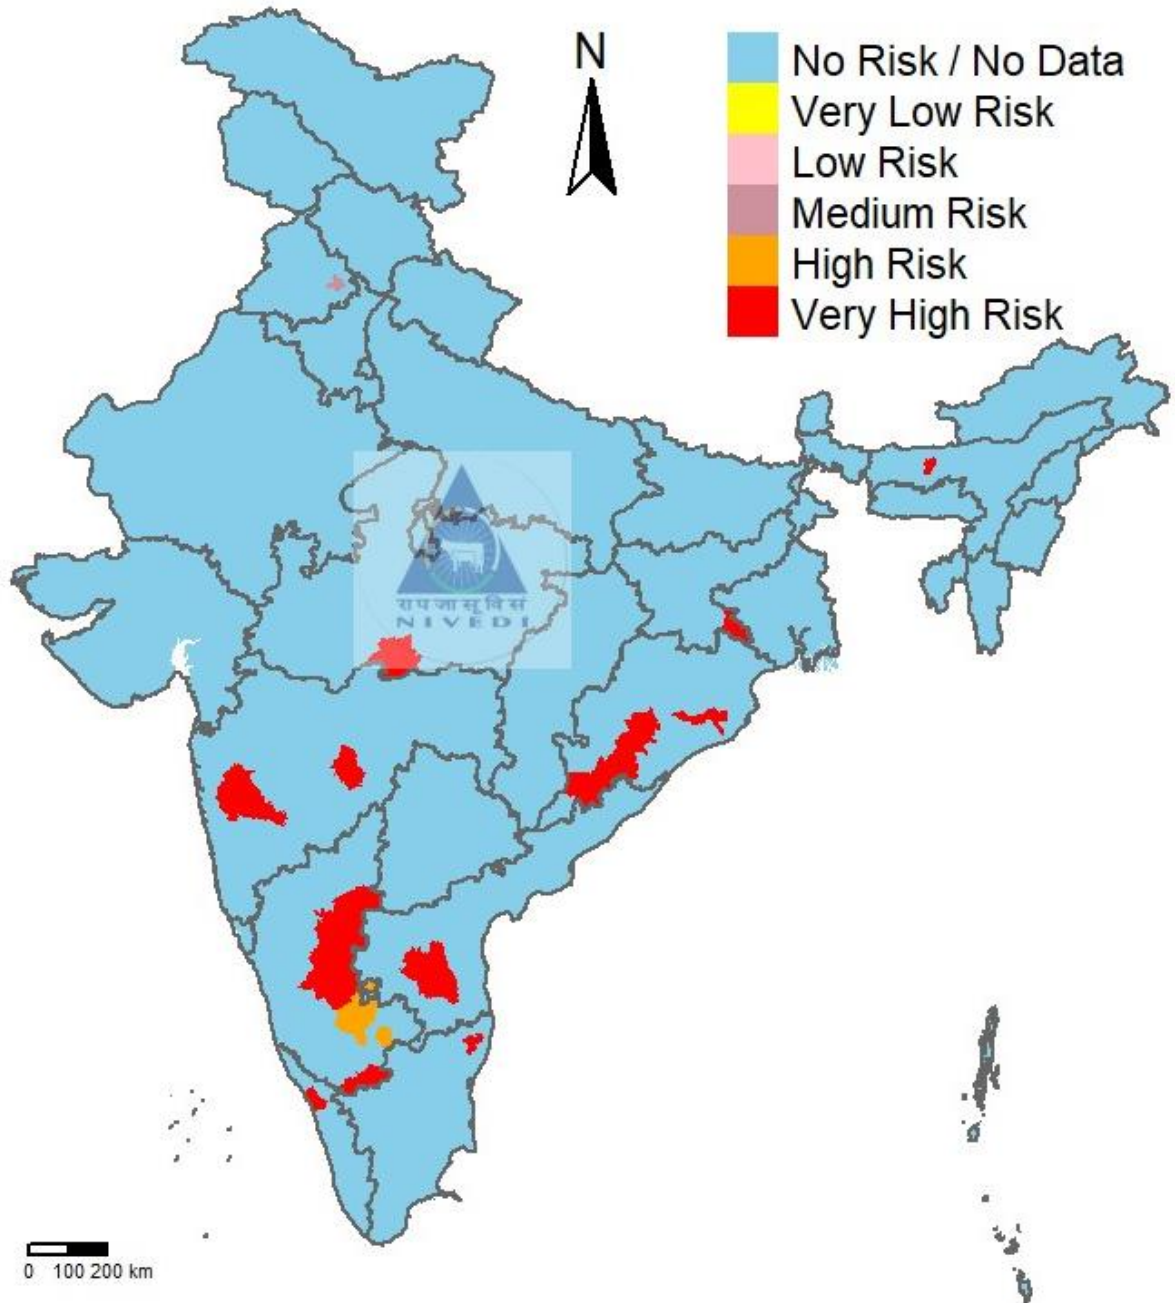 N
No Risk / No Data
Very Low Risk
Low Risk
Medium Risk
High Risk
Very High Risk
रा प जा सू वि सं
NIVEDI
0 100 200 km